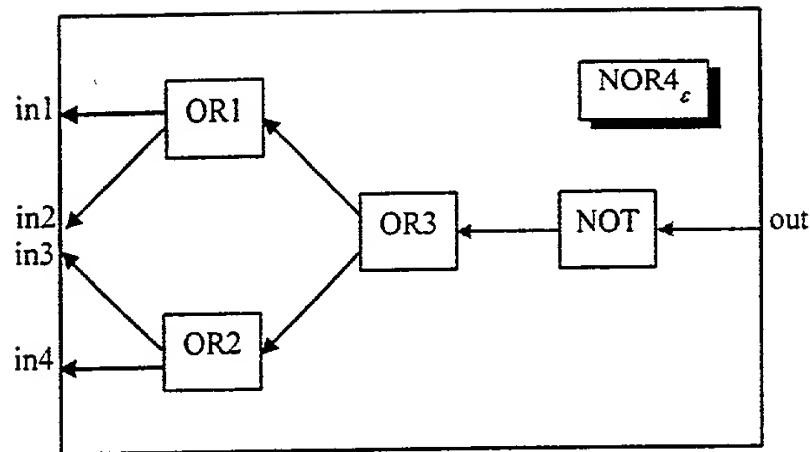 NOR4ε
in1
OR1
in2
OR3
NOT
out
in3
OR2
in4